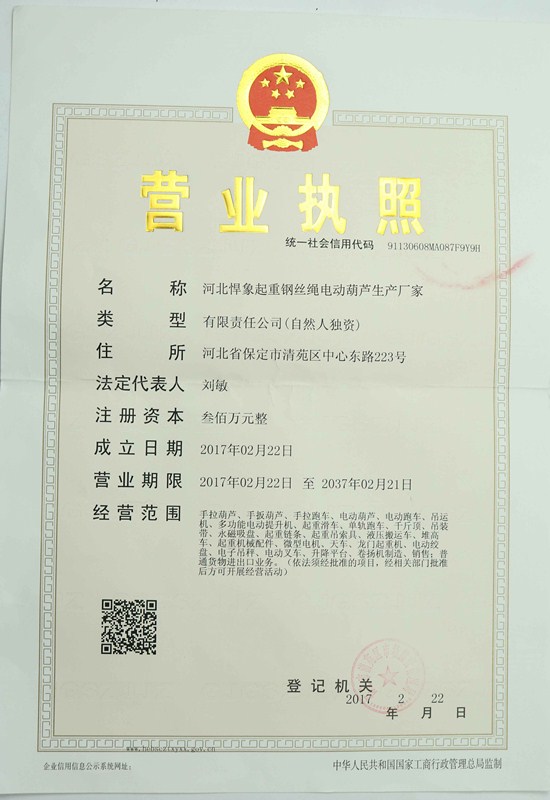 营业执照
统一社会信用代码 91130608MA087F9Y9H
名称 河北悍象起重钢丝绳电动葫芦生产厂家
类型 有限责任公司(自然人独资)
住所 河北省保定市清苑区中心东路223号
法定代表人 刘敏
注册资本 叁佰万元整
成立日期 2017年02月22日
营业期限 2017年02月22日 至 2037年02月21日
经营范围 手拉葫芦、手扳葫芦、手拉跑车、电动葫芦、电动跑车、吊运
机、多功能电动提升机、起重滑车、单轨跑车、千斤顶、吊装
带、永磁吸盘、起重链条、起重吊索具、液压搬运车、堆高
车、起重机械配件、微型电机、天车、龙门起重机、电动绞
盘、电子吊秤、电动叉车、升降平台、卷扬机制造、销售；普
通货物进出口业务。（依法须经批准的项目，经相关部门批准
后方可开展经营活动）
登记机关
2017年 2月 22日
企业信用信息公示系统网址：
中华人民共和国国家工商行政管理总局监制